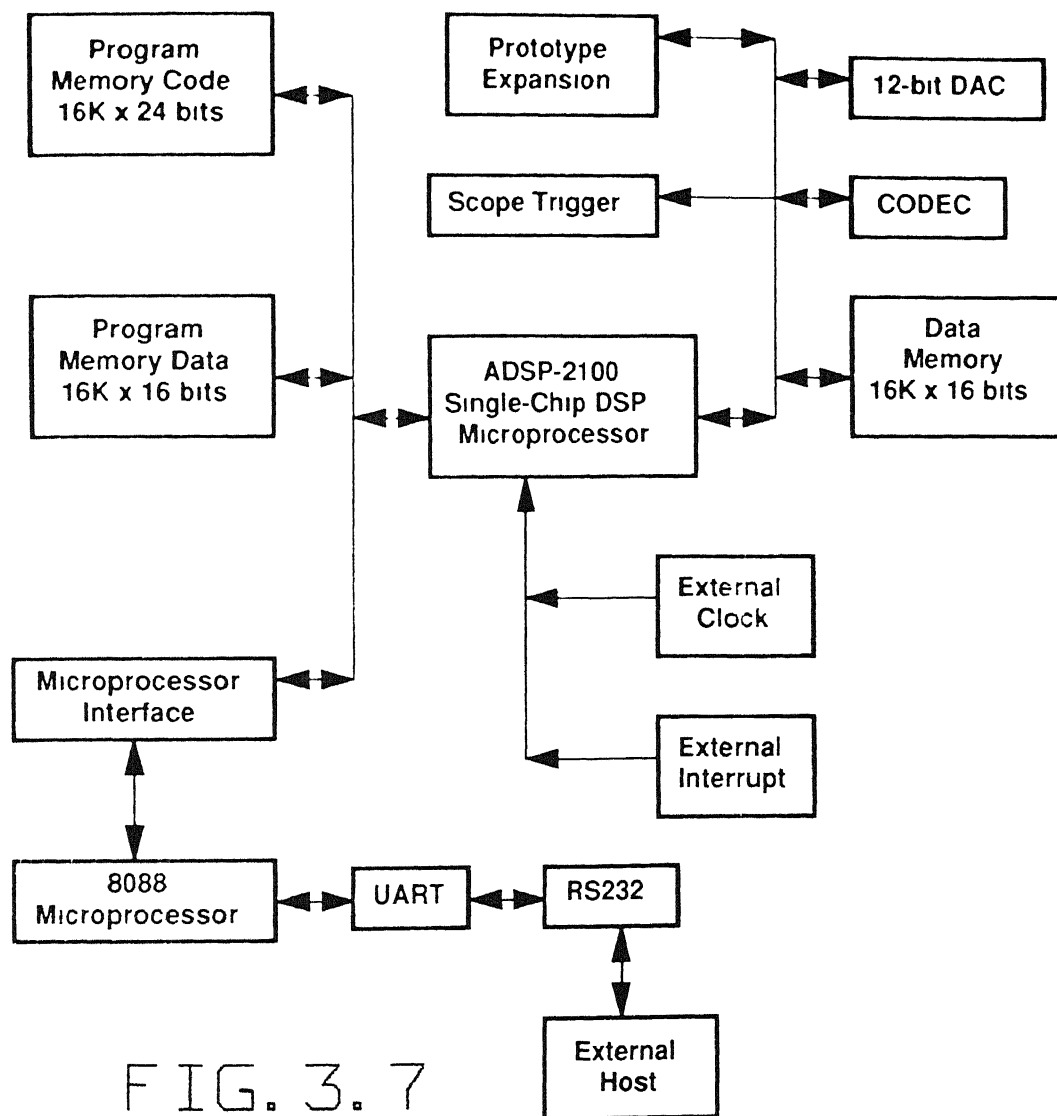 Program
Memory Code
16K x 24 bits
Prototype
Expansion
12-bit DAC
Scope Trigger
CODEC
Program
Memory Data
16K x 16 bits
ADSP-2100
Single-Chip DSP
Microprocessor
Data
Memory
16K x 16 bits
External
Clock
Microprocessor
Interface
External
Interrupt
8088
Microprocessor
UART
RS232
External
Host
FIG. 3.7